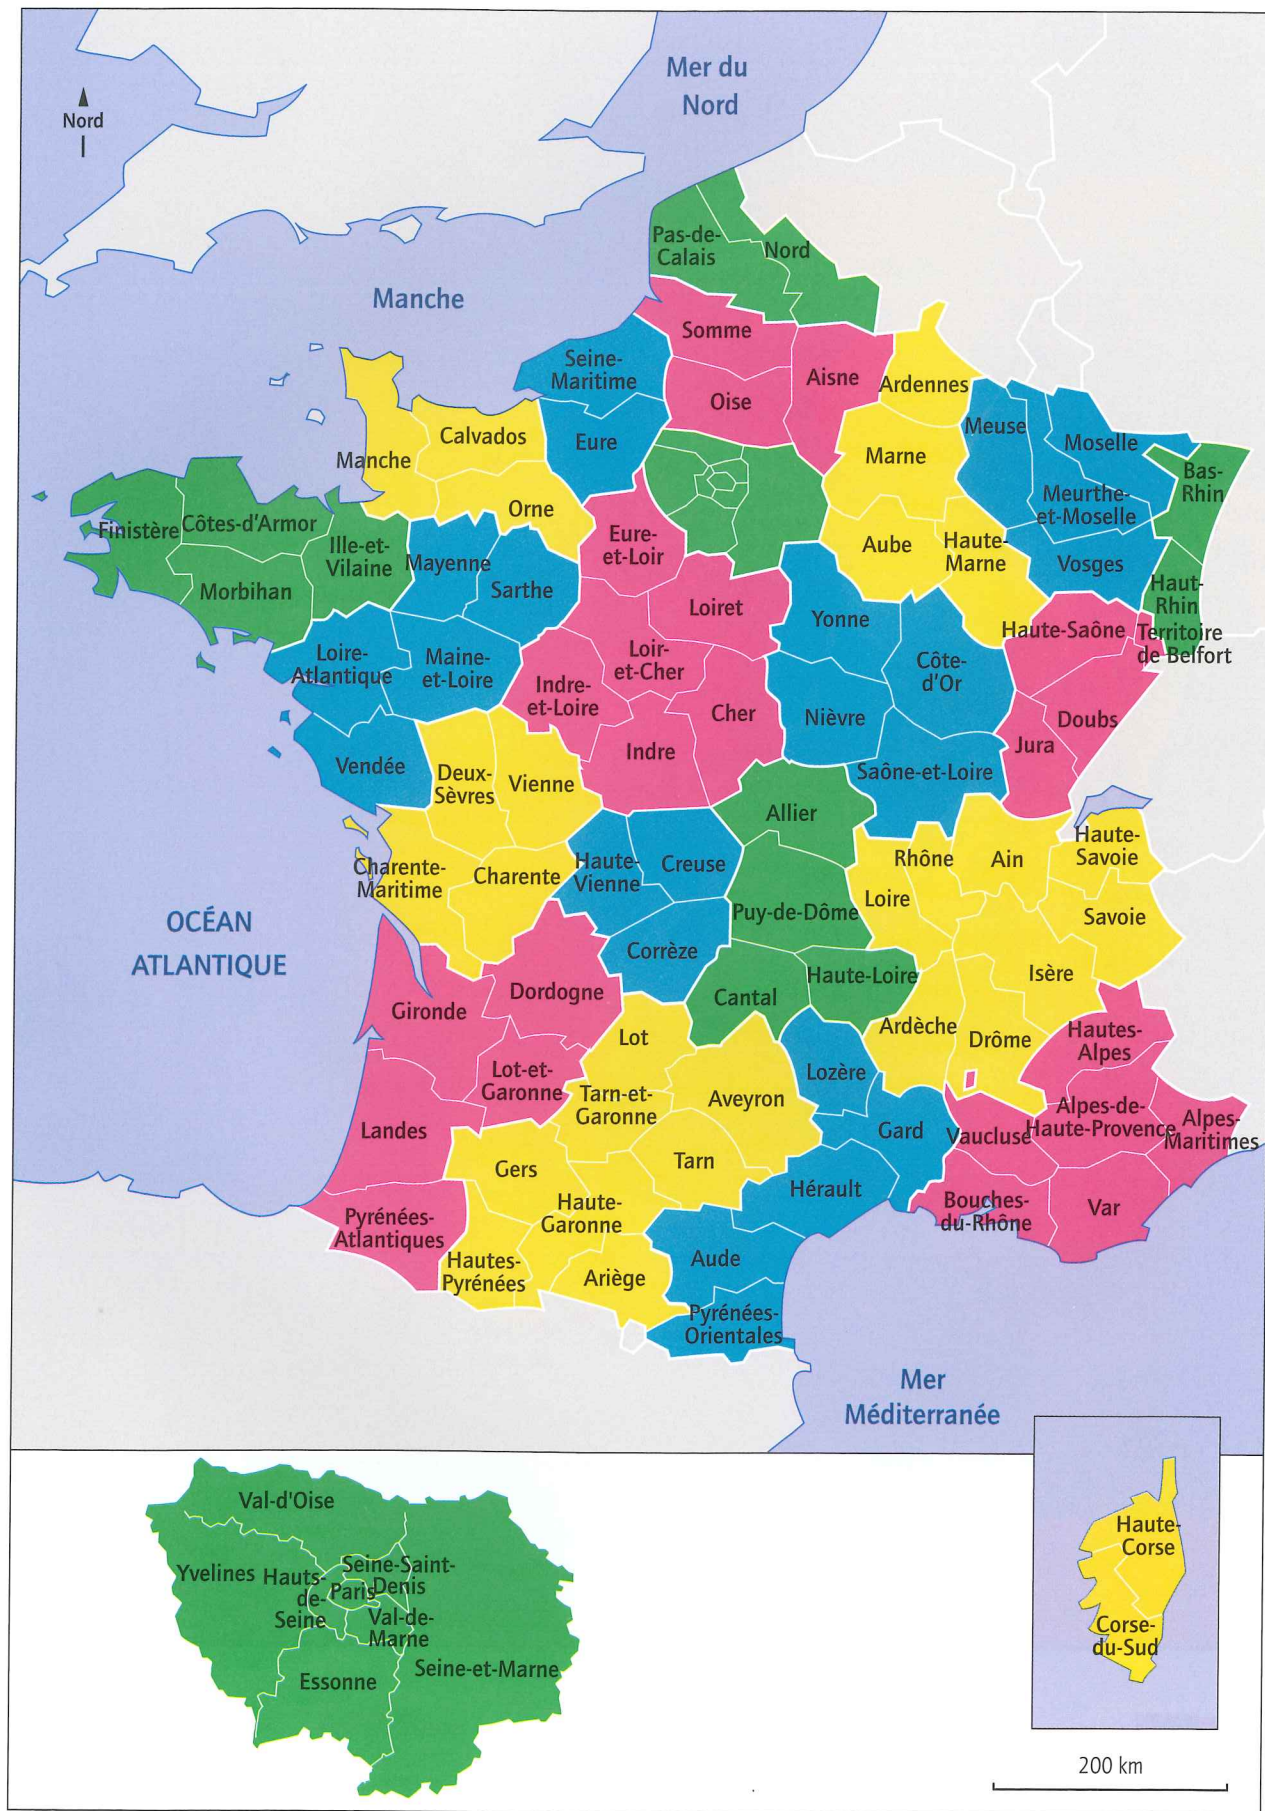 Mer du
Nord
Nord
Pas-de-
Calais
Nord
Manche
Somme
Seine-
Maritime
Aisne
Ardennes
Oise
Meuse
Calvados
Eure
Moselle
Manche
Marne
Bas-
Rhin
Meurthe-
et-Moselle
Orne
Finistère
Côtes-d'Armor
Ille-et-
Vilaine
Eure-
et-Loir
Aube
Haute-
Marne
Mayenne
Vosges
Sarthe
Morbihan
Haut-
Rhin
Loiret
Yonne
Haute-Saône
Territoire
de Belfort
Loire-
Atlantique
Maine-
et-Loire
Loir-
et-Cher
Côte-
d'Or
Indre-
et-Loire
Cher
Nièvre
Doubs
Jura
Indre
Vendée
Deux-
Sèvres
Vienne
Saône-et-Loire
Allier
Haute-
Savoie
Charente-
Maritime
Charente
Haute-
Vienne
Creuse
Rhône
Ain
Loire
Puy-de-Dôme
Savoie
OCÉAN
ATLANTIQUE
Corrèze
Haute-Loire
Isère
Dordogne
Cantal
Gironde
Ardèche
Drôme
Hautes-
Alpes
Lot
Lot-et-
Garonne
Lozère
Tarn-et-
Garonne
Aveyron
Alpes-de-
Haute-Provence
Alpes-
Maritimes
Landes
Gard
Vaucluse
Gers
Tarn
Hérault
Haute-
Garonne
Bouches-
du-Rhône
Var
Pyrénées-
Atlantiques
Hautes-
Pyrénées
Ariège
Aude
Pyrénées-
Orientales
Mer
Méditerranée
Val-d'Oise
Yvelines
Hauts-
de-
Seine
Seine-Saint-
Denis
Paris
Val-de-
Marne
Essonne
Seine-et-Marne
Haute-
Corse
Corse-
du-Sud
200 km